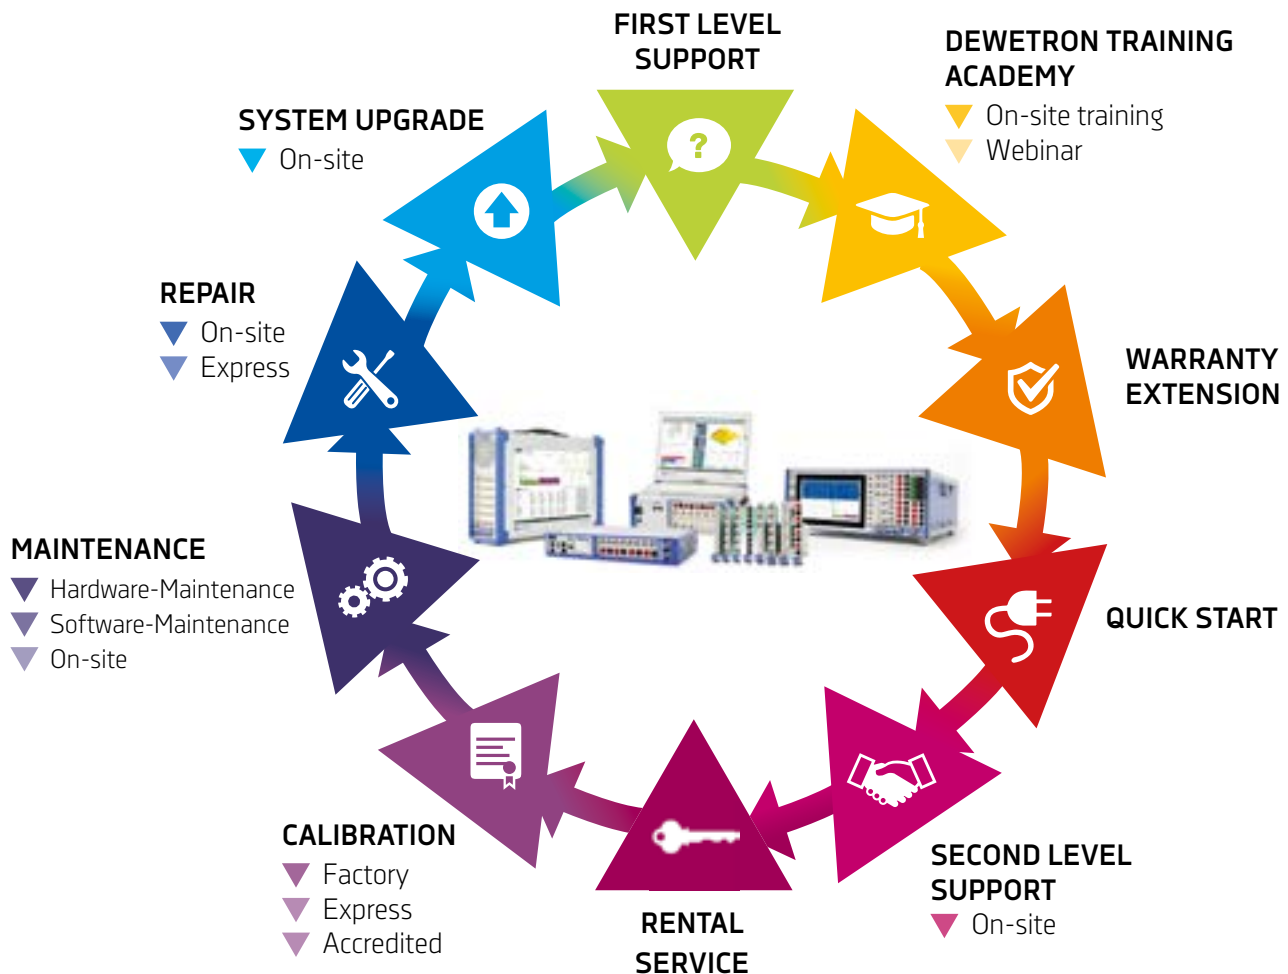 FIRST LEVEL
SUPPORT
DEWETRON TRAINING
ACADEMY
On-site training
Webinar
WARRANTY
EXTENSION
QUICK START
SECOND LEVEL
SUPPORT
On-site
RENTAL
SERVICE
CALIBRATION
Factory
Express
Accredited
MAINTENANCE
Hardware-Maintenance
Software-Maintenance
On-site
REPAIR
On-site
Express
SYSTEM UPGRADE
On-site
?